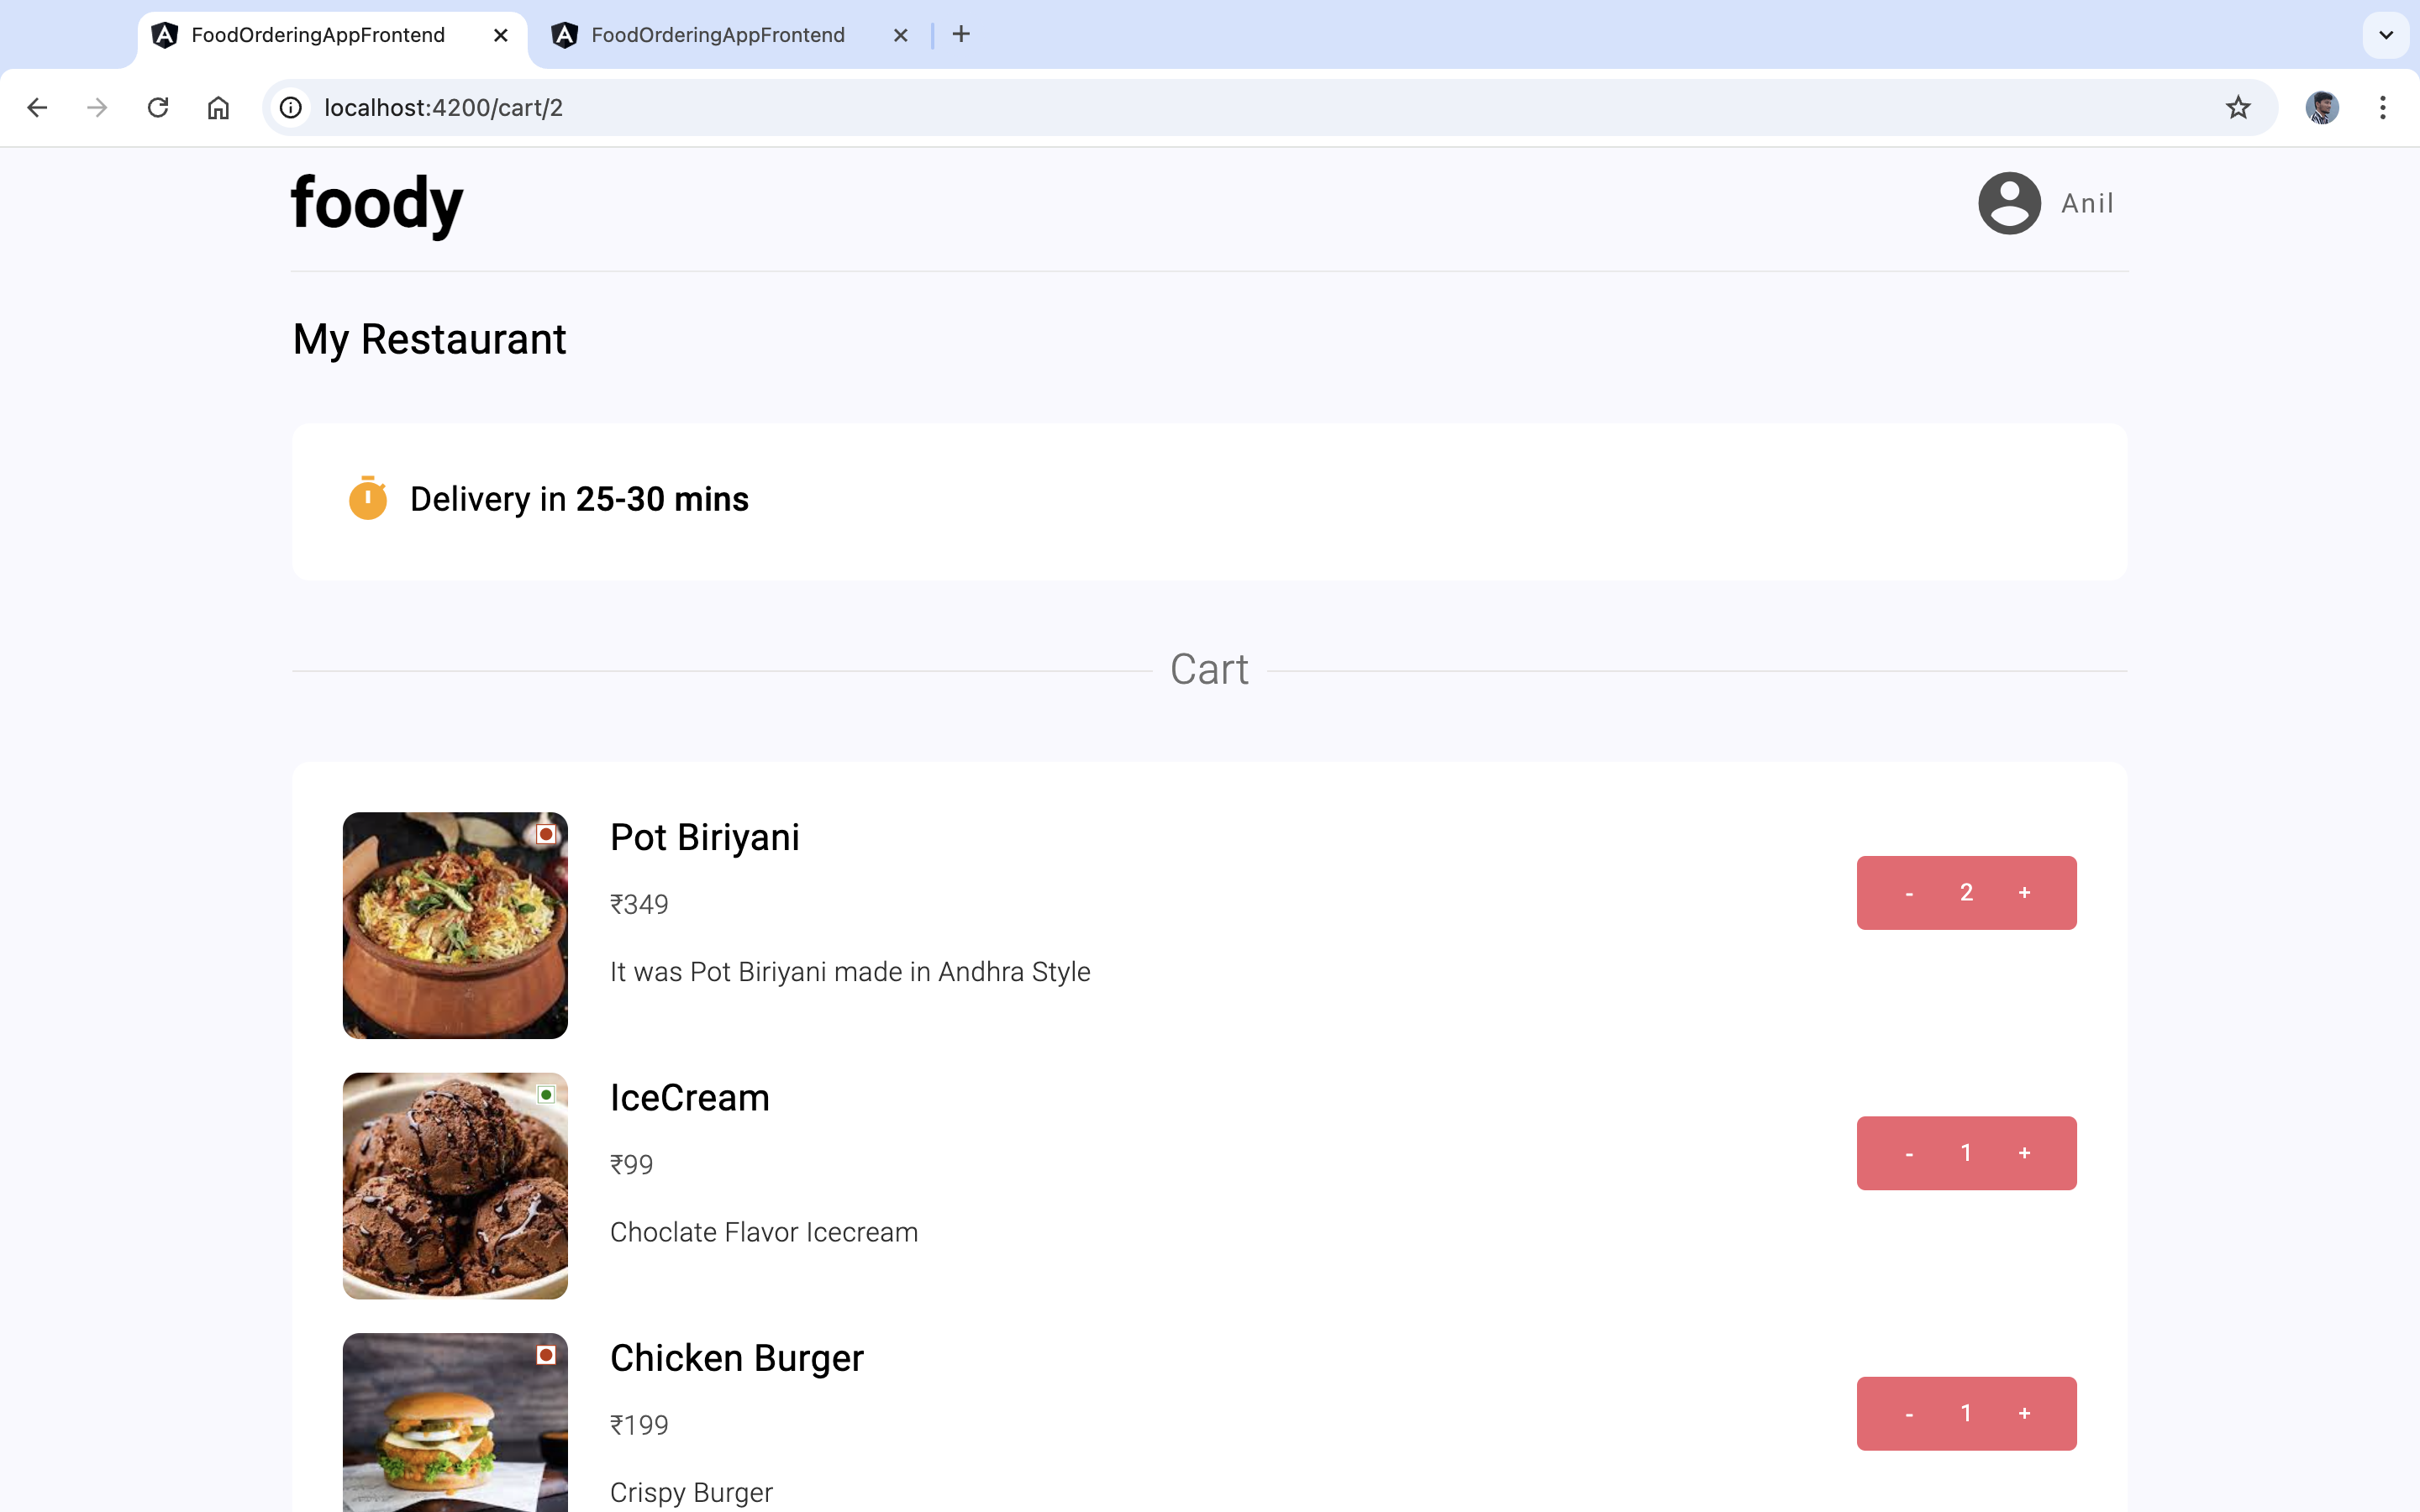 FoodOrderingAppFrontend
FoodOrderingAppFrontend
localhost:4200/cart/2
foody
Anil
My Restaurant
Delivery in 25-30 mins
Cart
Pot Biriyani
₹349
It was Pot Biriyani made in Andhra Style
- 2 +
IceCream
₹99
Choclate Flavor Icecream
- 1 +
Chicken Burger
₹199
Crispy Burger
- 1 +